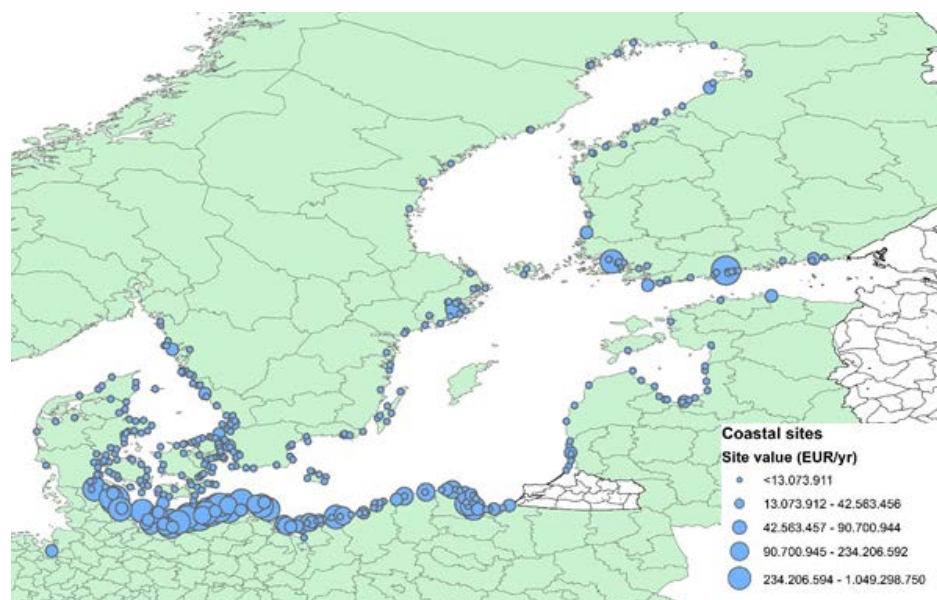 Coastal sites
Site value (EUR/yr)
<13.073.911
13.073.912 - 42.563.456
42.563.457 - 90.700.944
90.700.945 - 234.206.592
234.206.594 - 1.049.298.750